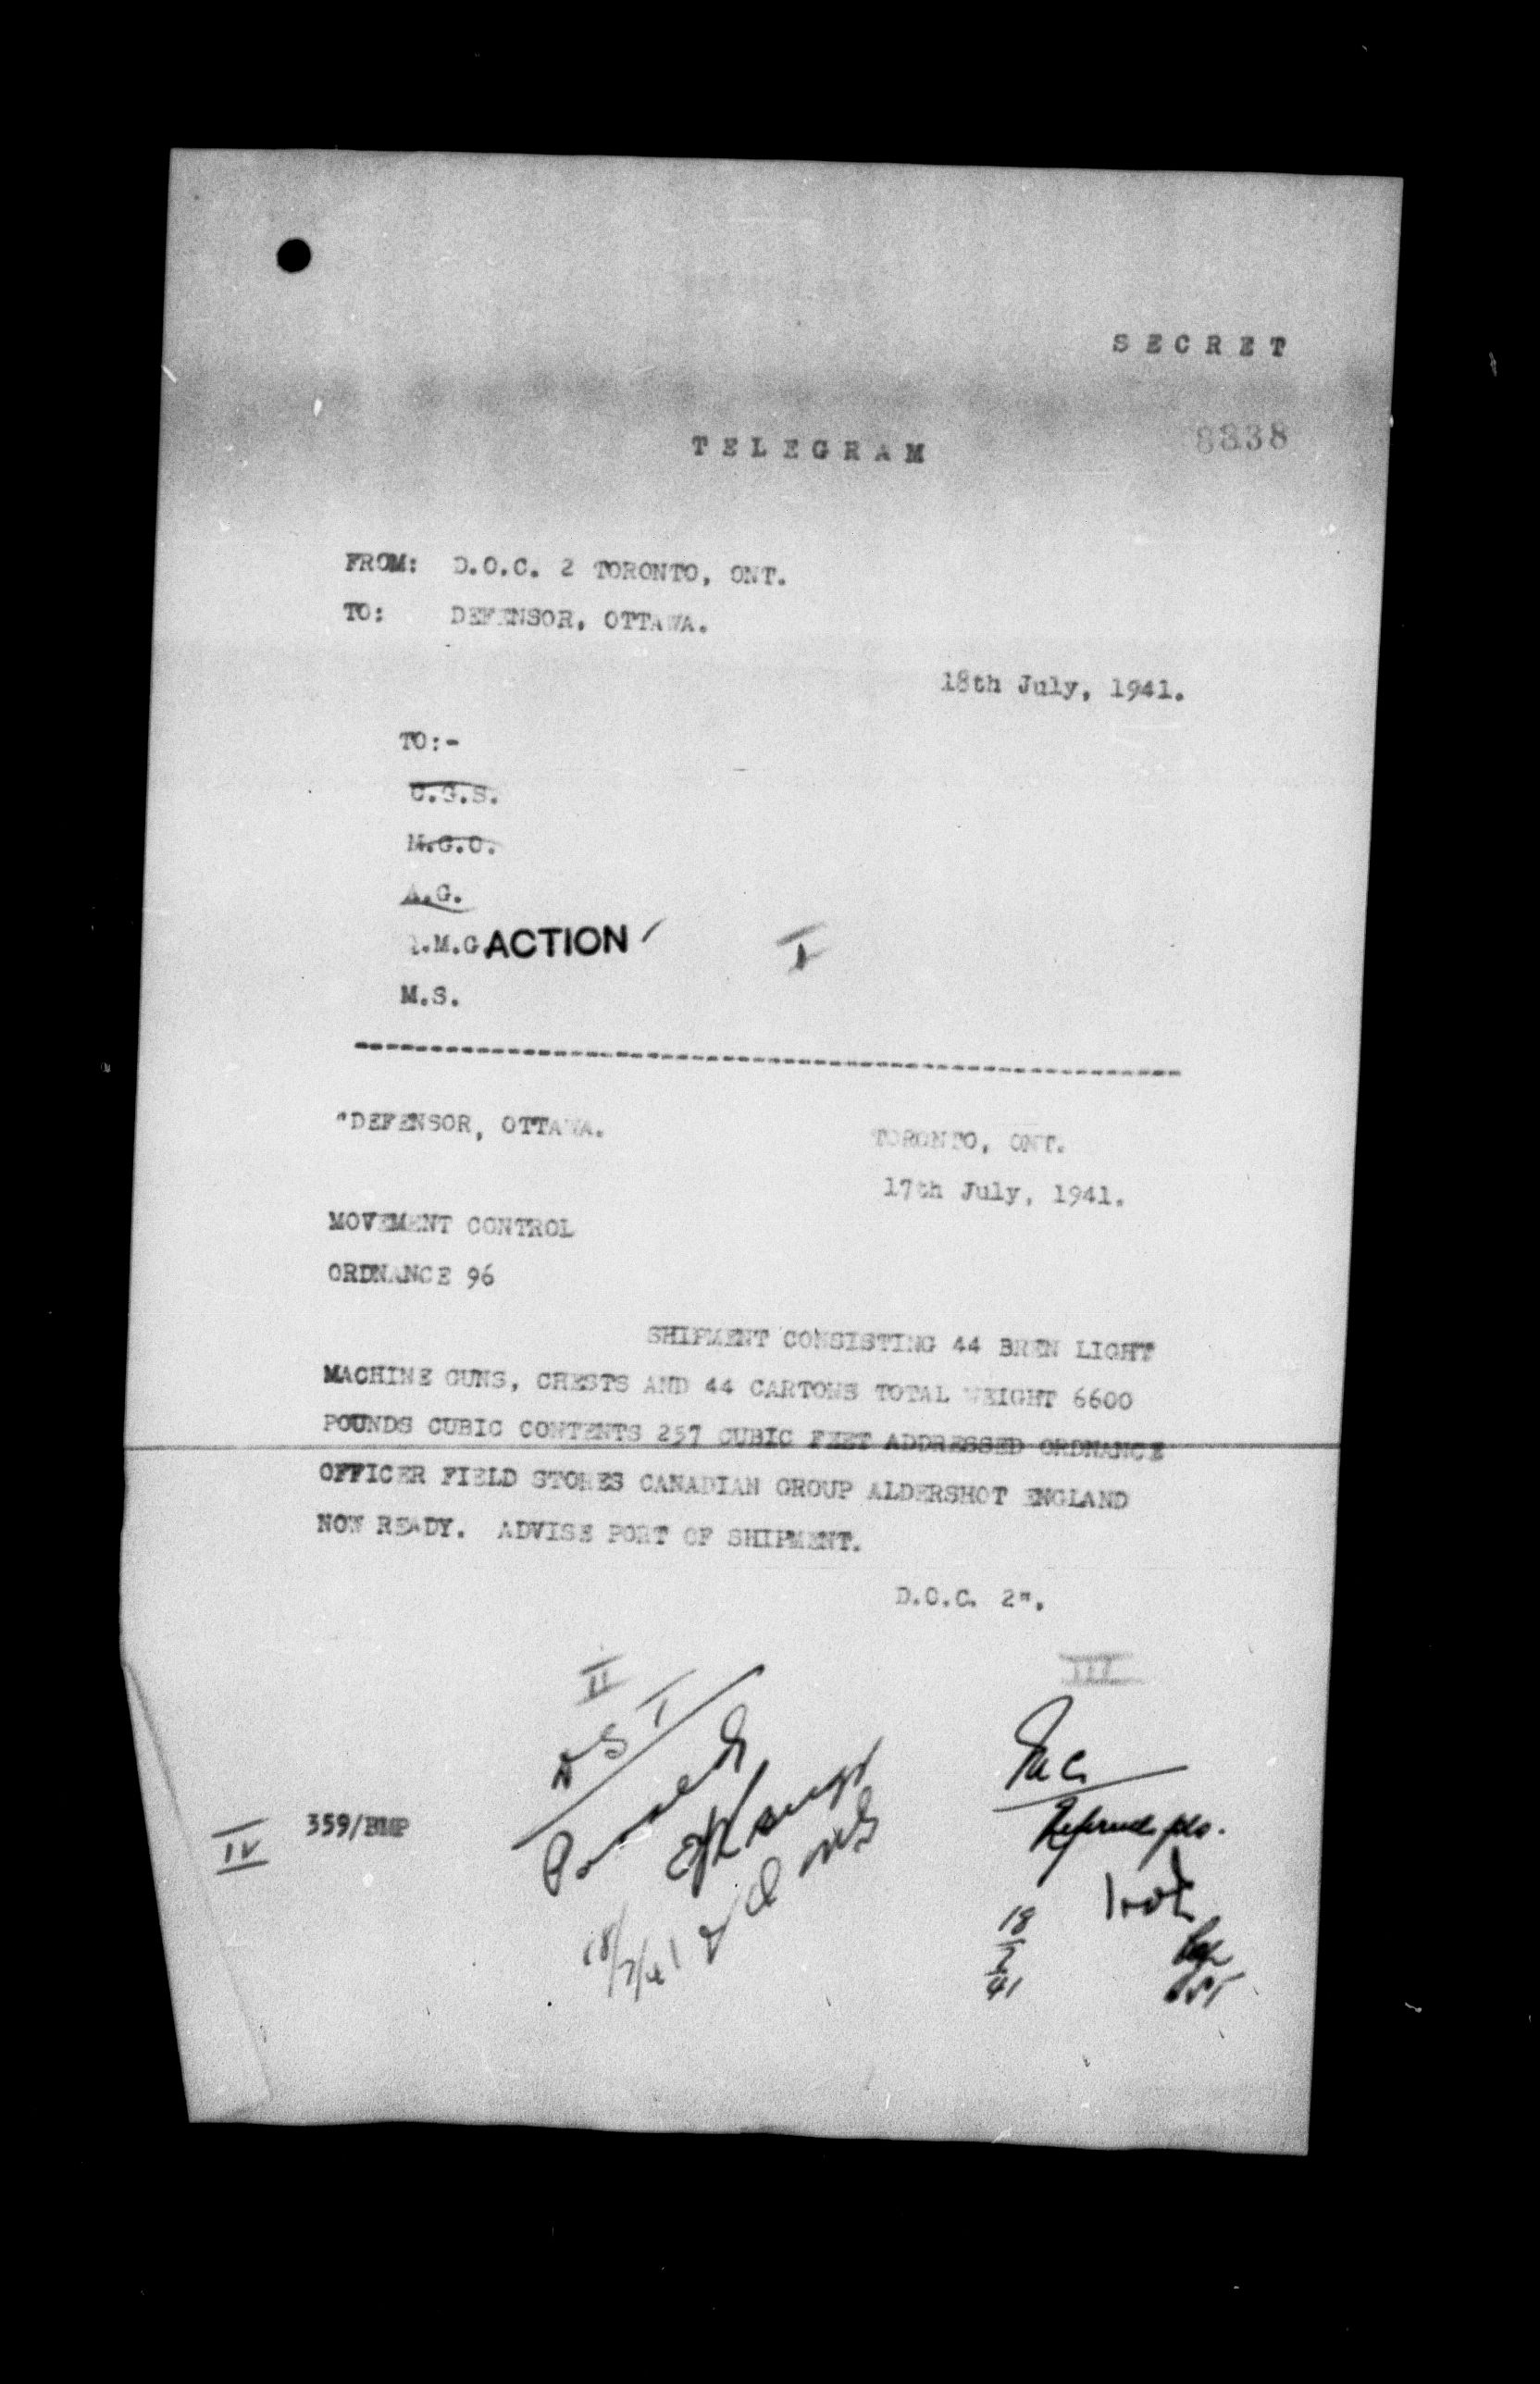 SECRET
TELEGRAM
8838
FROM: D.O.C. 2 TORONTO, ONT.
TO: DEFENSOR, OTTAWA.
18th July, 1941.
TO:-
C.G.S.
M.G.O.
A.G.
.M.G. ACTION
I
M.S.
"DEFENSOR, OTTAWA.
TORONTO, ONT.
17th July, 1941.
MOVEMENT CONTROL
ORDNANCE 96
SHIPMENT CONSISTING 44 BREN LIGHT
MACHINE GUNS, CHESTS AND 44 CARTONS TOTAL WEIGHT 6600
POUNDS CUBIC CONTENTS 257 CUBIC FEET ADDRESSED ORDNANCE
OFFICER FIELD STORES CANADIAN GROUP ALDERSHOT ENGLAND
NOW READY. ADVISE PORT OF SHIPMENT.
D.O.C. 2".
II
D S T
18/7/41
III
18
7
41
IV
359/BMP